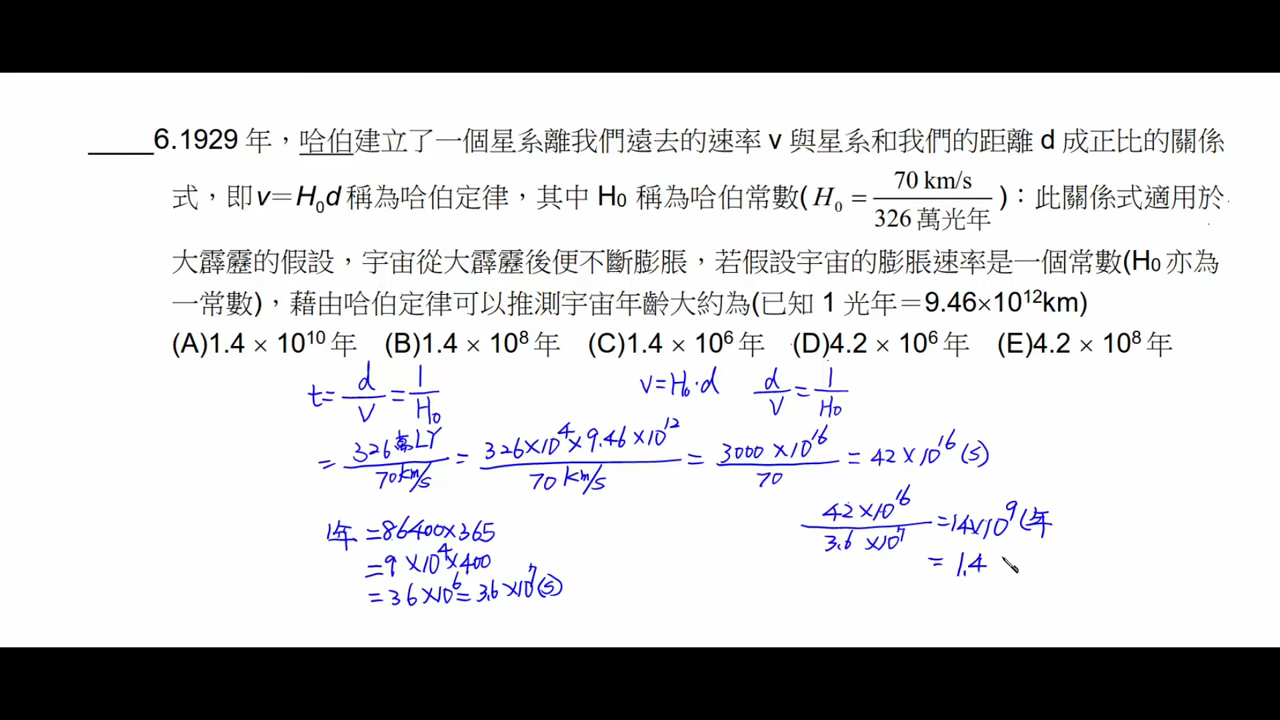 6.1929 年，哈伯建立了一個星系離我們遠去的速率 v 與星系和我們的距離 d 成正比的關係
式，即 v＝H₀d 稱為哈伯定律，其中 H₀ 稱為哈伯常數(H₀ = 70 km/s / 326 萬光年)：此關係式適用於
大霹靂的假設，宇宙從大霹靂後便不斷膨脹，若假設宇宙的膨脹速率是一個常數(H₀ 亦為
一常數)，藉由哈伯定律可以推測宇宙年齡大約為(已知 1 光年＝9.46×10¹²km)
(A)1.4 × 10¹⁰ 年 (B)1.4 × 10⁸ 年 (C)1.4 × 10⁶ 年 (D)4.2 × 10⁶ 年 (E)4.2 × 10⁸ 年
t = d/V = 1/H₀ V = H₀·d d/V = 1/H₀
= 326萬LY / 70 km/s = 326×10⁴×9.46×10¹² / 70 km/s = 3000×10¹⁶ / 70 = 42×10¹⁶ (s)
42×10¹⁶ / 3.6×10⁷ = 14×10⁹ (年
= 1.4
1年 = 86400×365
= 9×10⁴×400
= 36×10⁶ = 3.6×10⁷ (s)